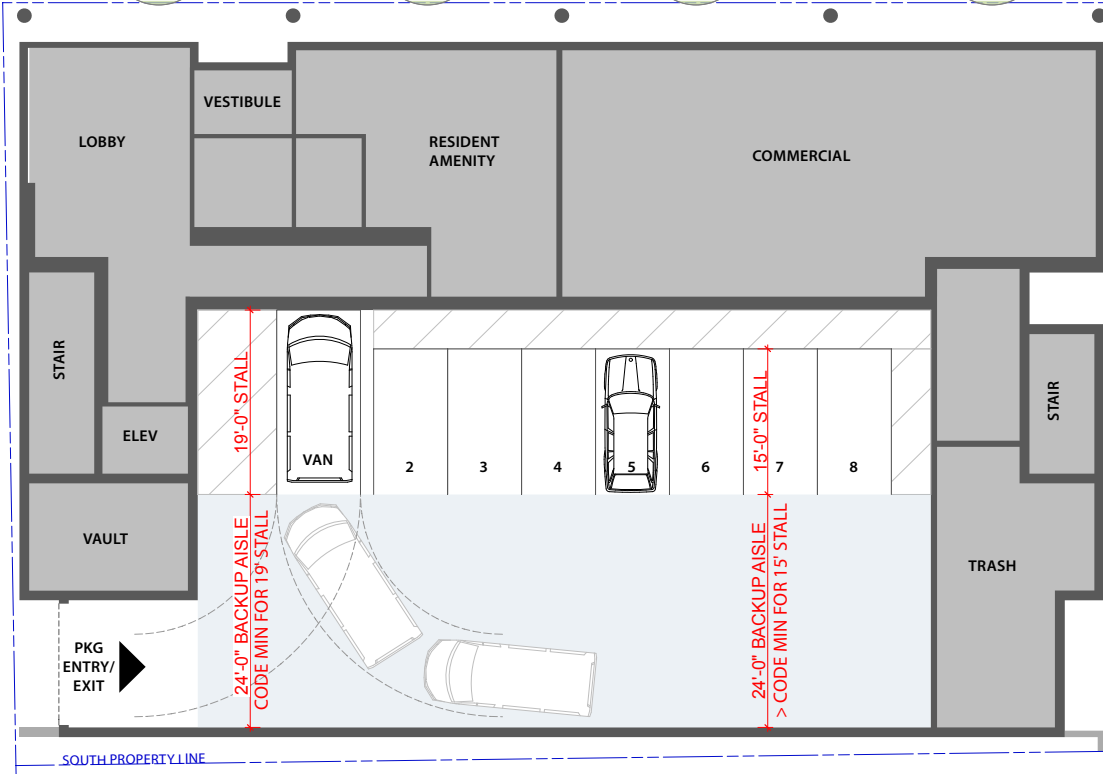 VESTIBULE
LOBBY
RESIDENT
AMENITY
COMMERCIAL
STAIR
ELEV
VAULT
19'-0" STALL
VAN
2
3
4
5
6
7
8
15'-0" STALL
STAIR
24'-0" BACKUP AISLE
CODE MIN FOR 19' STALL
24'-0" BACKUP AISLE
> CODE MIN FOR 15' STALL
TRASH
PKG
ENTRY/
EXIT
SOUTH PROPERTY LINE